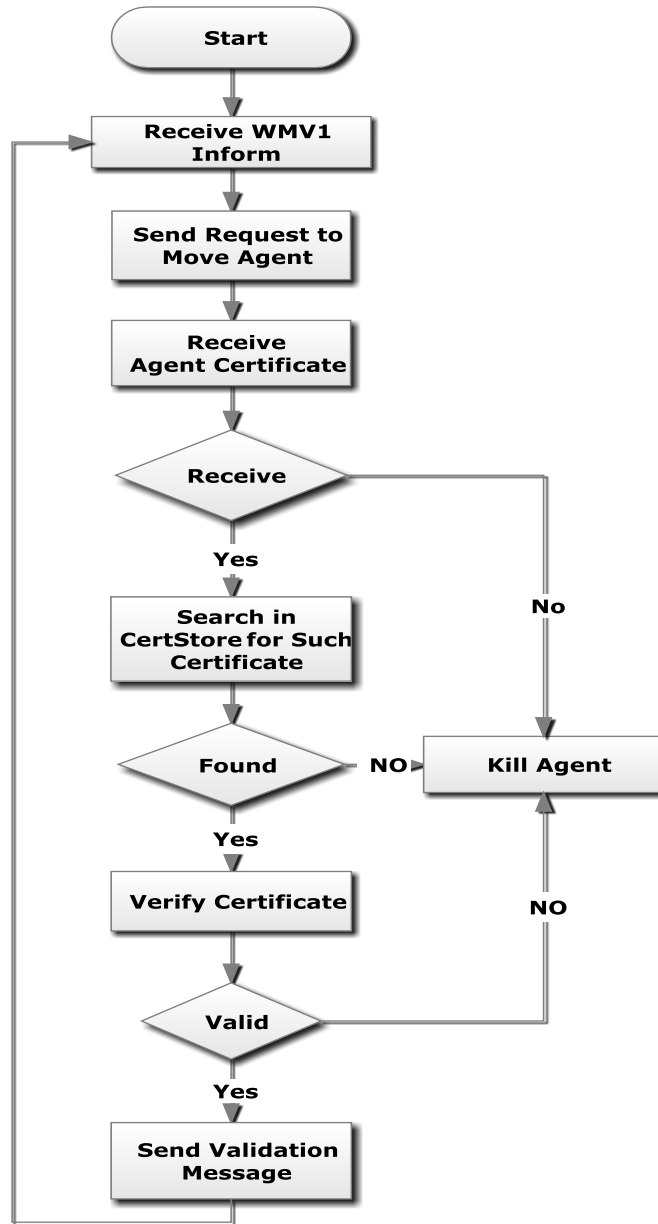 Start
Receive WMV1
Inform
Send Request to
Move Agent
Receive
Agent Certificate
Receive
Yes
No
Search in
CertStore for Such
Certificate
Found
NO
Kill Agent
Yes
Verify Certificate
NO
Valid
Yes
Send Validation
Message